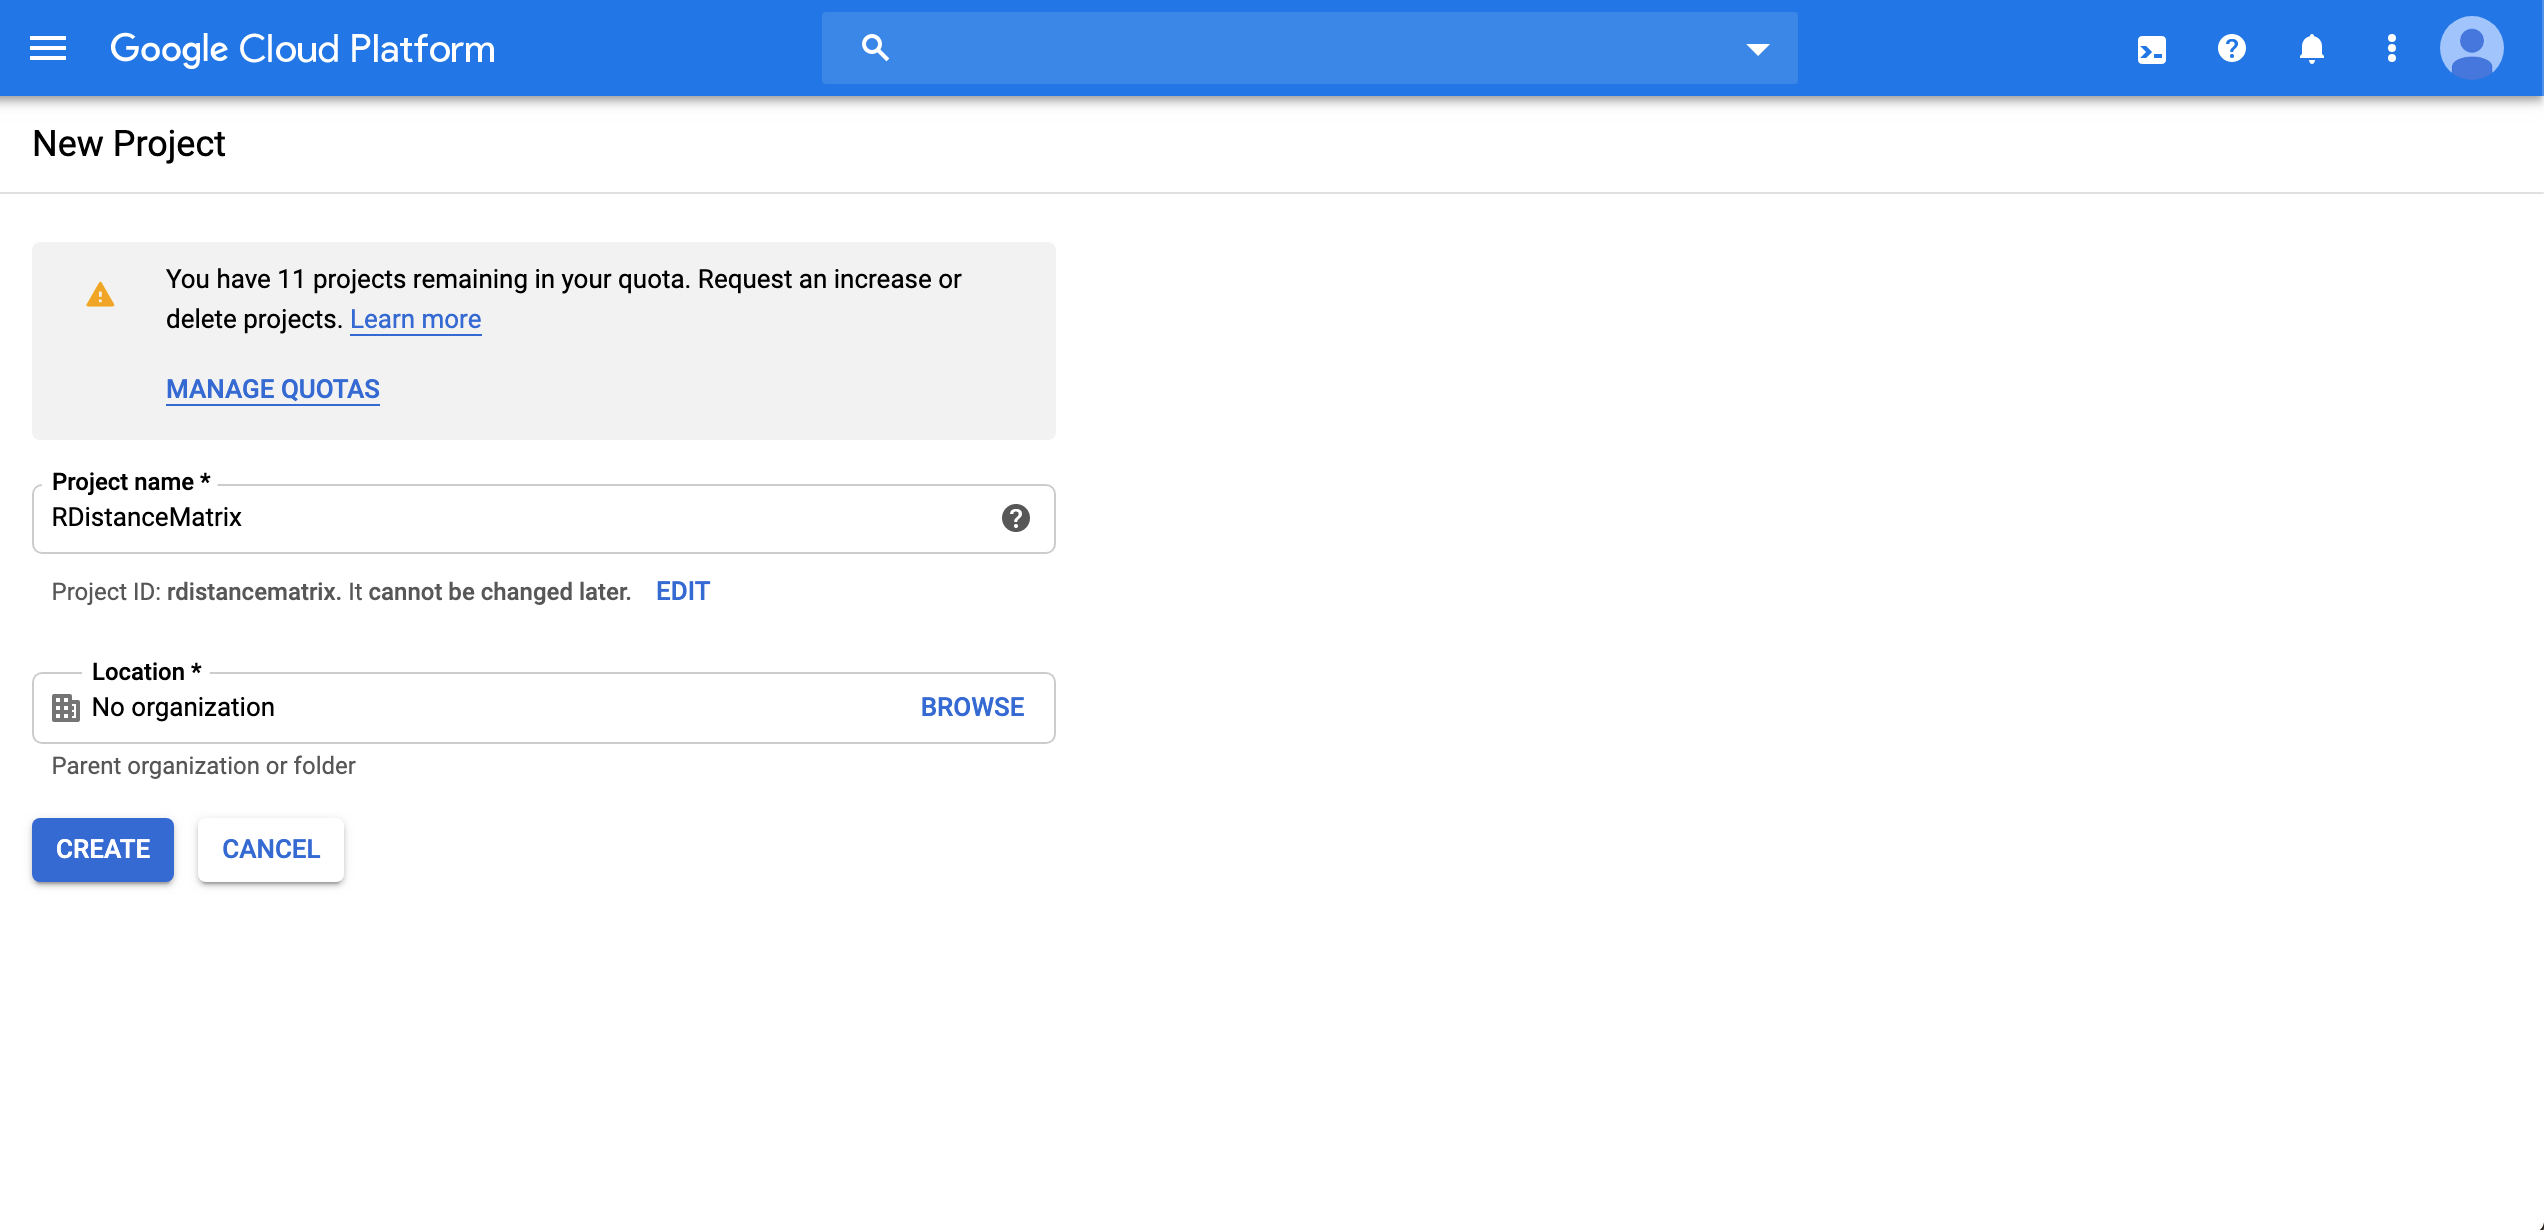 Google Cloud Platform
New Project
You have 11 projects remaining in your quota. Request an increase or
delete projects. Learn more
MANAGE QUOTAS
Project name *
RDistanceMatrix
Project ID: rdistancematrix. It cannot be changed later. EDIT
Location *
No organization BROWSE
Parent organization or folder
CREATE CANCEL